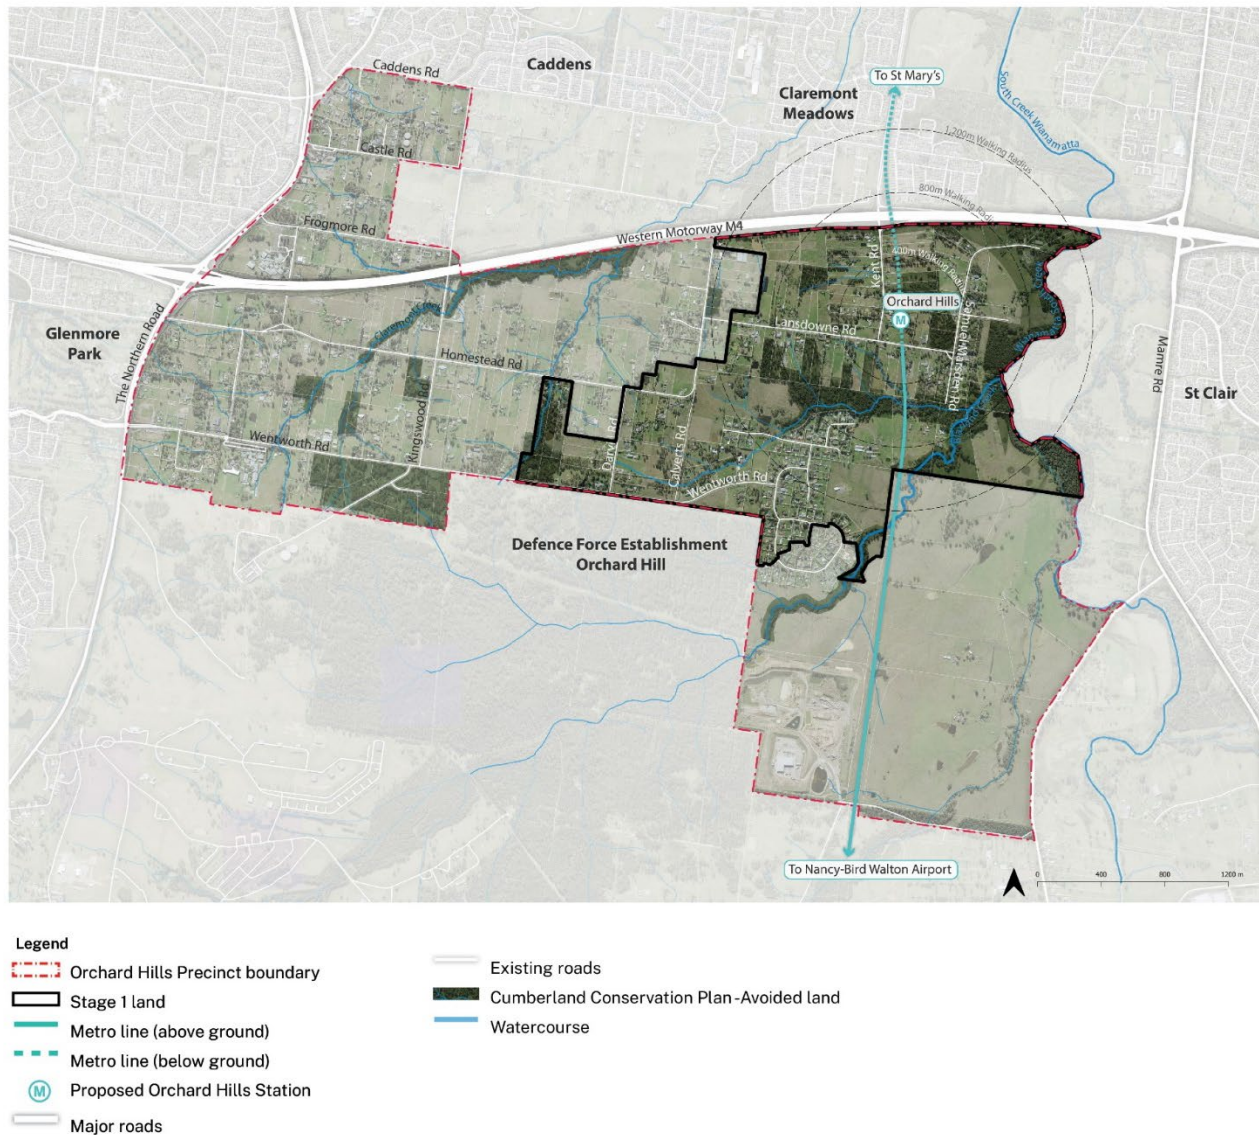 Caddens Rd
Caddens
To St Mary's
Claremont
Meadows
South Creek Wianamatta
1,200m Walking Radius
Castle Rd
800m Walking Radi
Frogmore Rd
Western Motorway M4
Kent Rd
400m Walking Radius
Orchard Hills
M
Lansdowne Rd
Samuel Marsden Rd
Glenmore
Park
The Northern Road
Homestead Rd
Mamre Rd
St Clair
Kingswood
Wentworth Rd
Calverts Rd
Wentworth Rd
Defence Force Establishment
Orchard Hill
To Nancy-Bird Walton Airport
0 400 800 1200 m
Legend
Orchard Hills Precinct boundary
Stage 1 land
Metro line (above ground)
Metro line (below ground)
M Proposed Orchard Hills Station
Major roads
Existing roads
Cumberland Conservation Plan - Avoided land
Watercourse